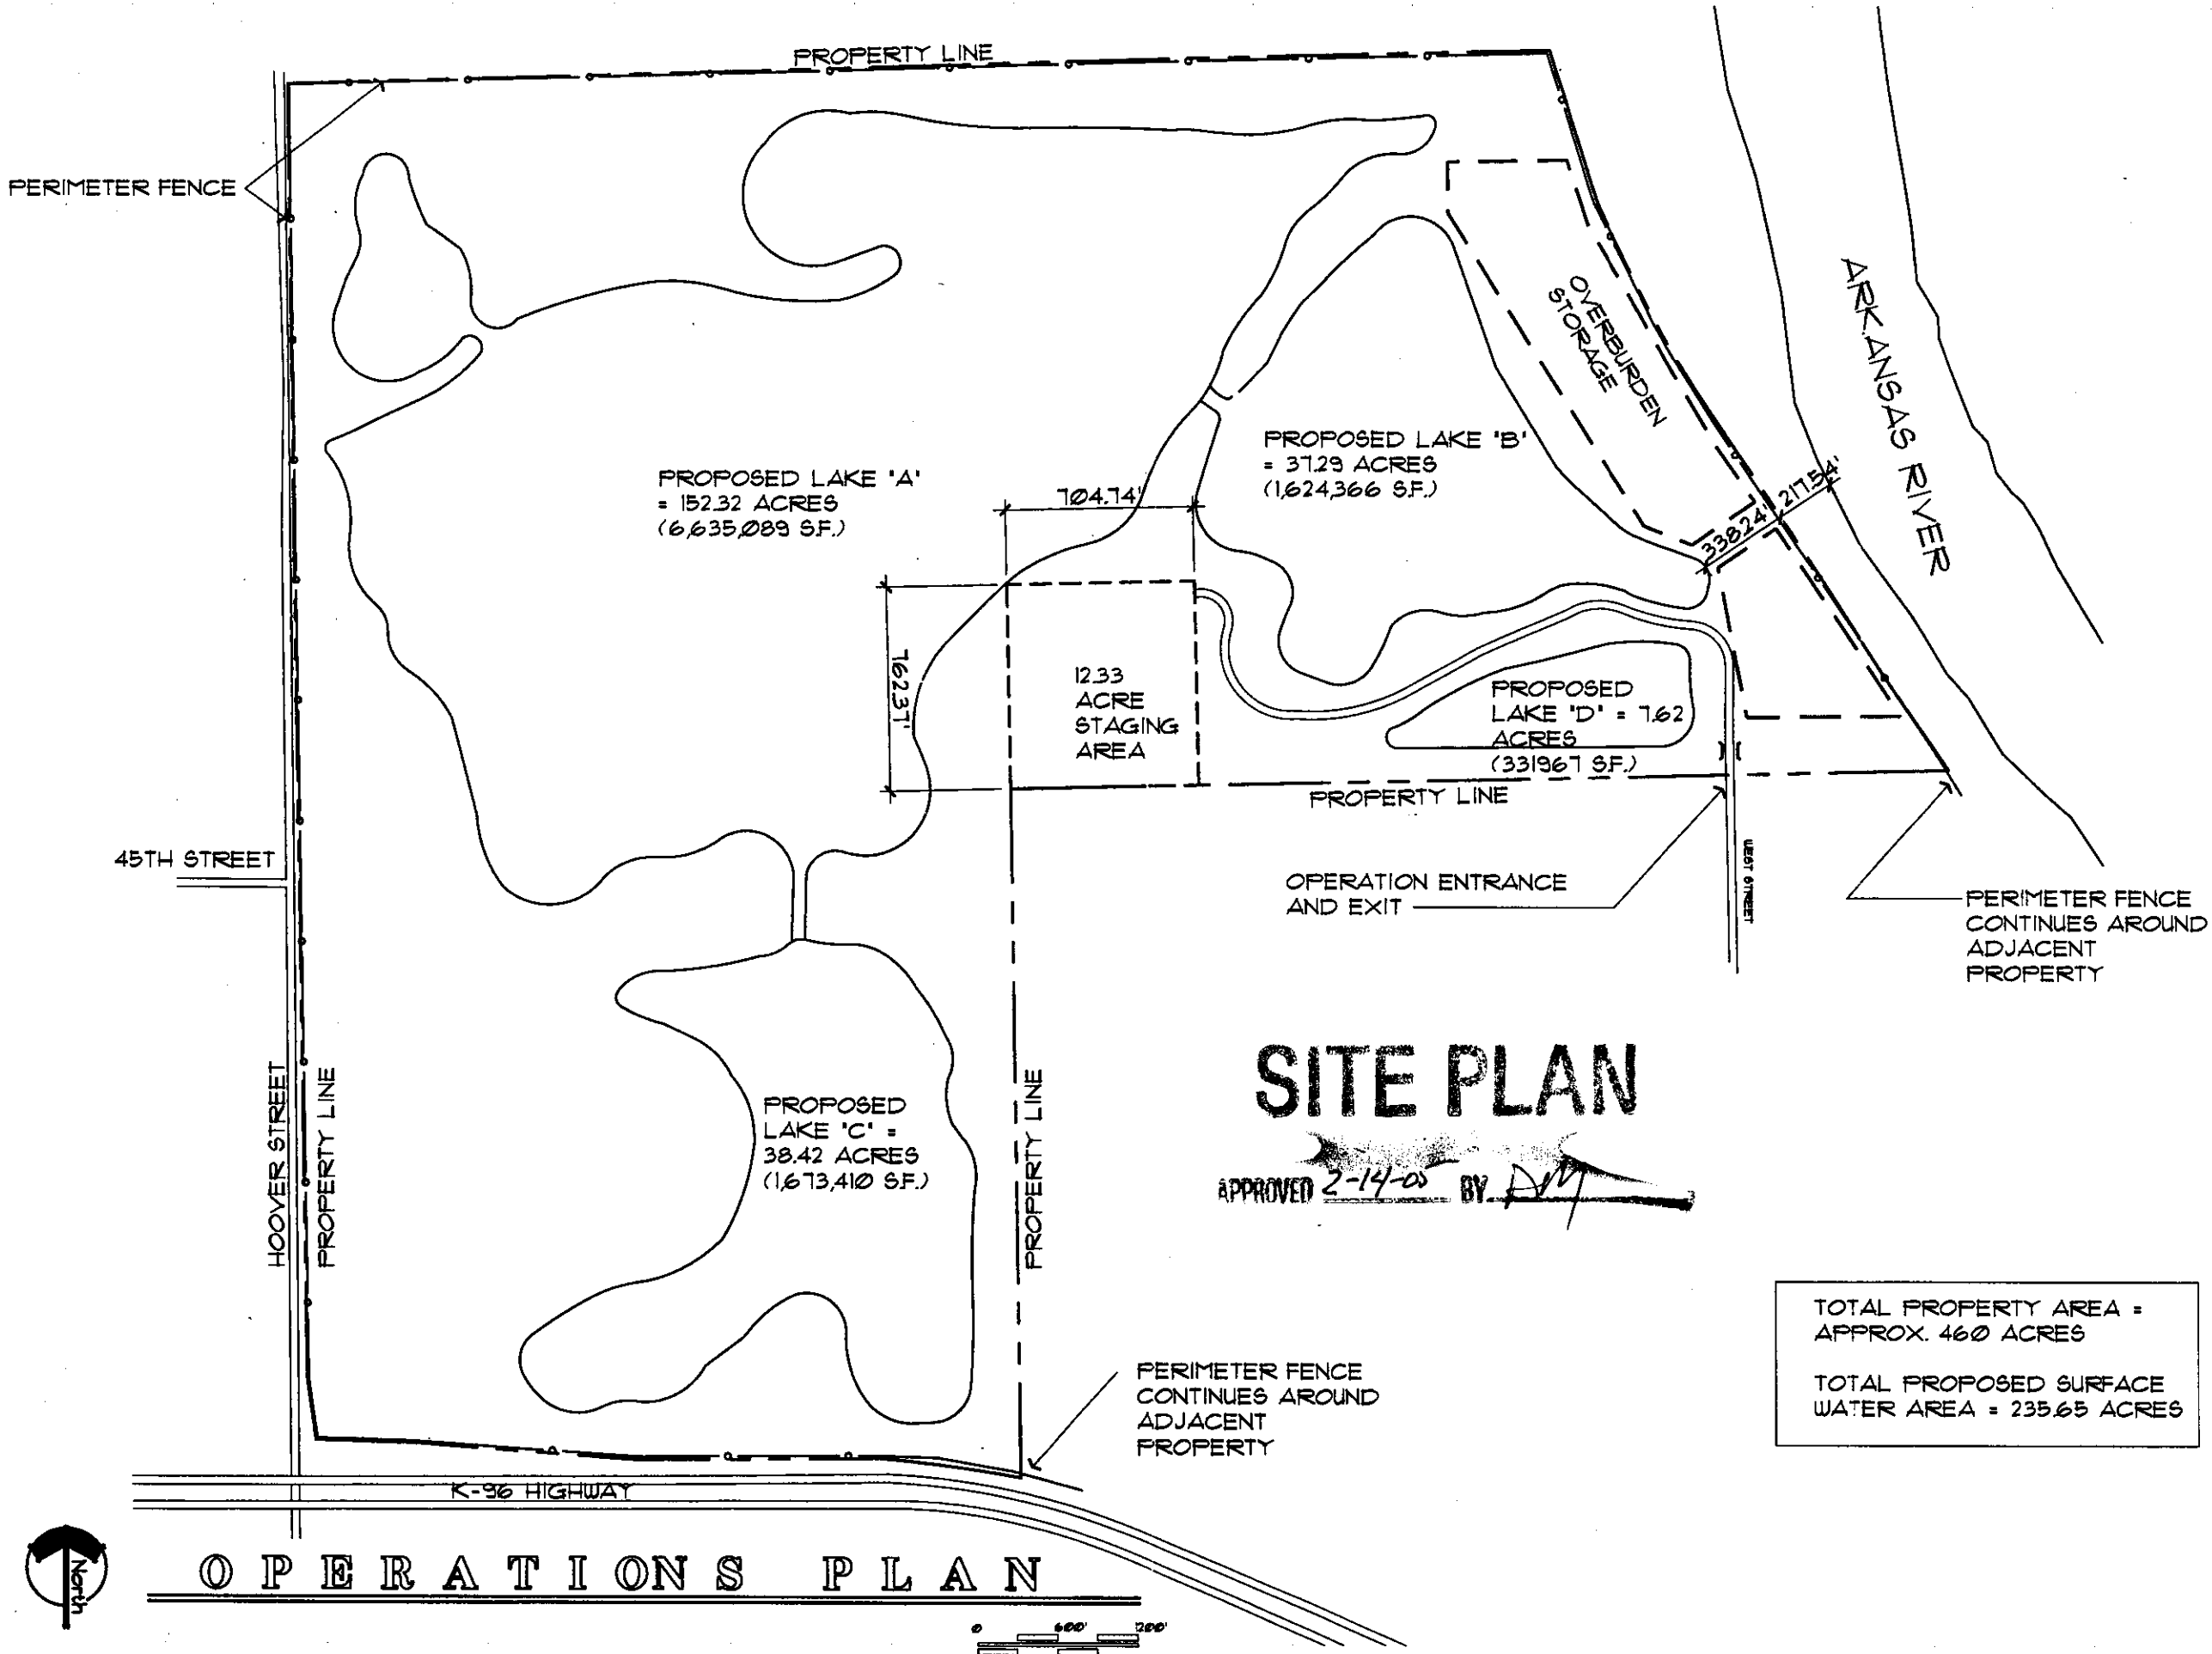 PROPERTY LINE
PERIMETER FENCE
ARKANSAS RIVER
OVERBURDEN
STORAGE
PROPOSED LAKE "A"
= 152.32 ACRES
(6,635,089 S.F.)
PROPOSED LAKE "B"
= 37.29 ACRES
(1,624,366 S.F.)
704.74'
217.54'
338.24'
762.37'
12.33
ACRE
STAGING
AREA
PROPOSED
LAKE "D" = 7.62
ACRES
(331967 S.F.)
PROPERTY LINE
45TH STREET
WEST STREET
OPERATION ENTRANCE
AND EXIT
PERIMETER FENCE
CONTINUES AROUND
ADJACENT
PROPERTY
HOOVER STREET
PROPERTY LINE
PROPOSED
LAKE "C" =
38.42 ACRES
(1,673,410 S.F.)
PROPERTY LINE
SITE PLAN
APPROVED 2-14-05 BY DM
TOTAL PROPERTY AREA =
APPROX. 460 ACRES
TOTAL PROPOSED SURFACE
WATER AREA = 235.65 ACRES
PERIMETER FENCE
CONTINUES AROUND
ADJACENT
PROPERTY
K-96 HIGHWAY
North
OPERATIONS PLAN
0 600' 1200'